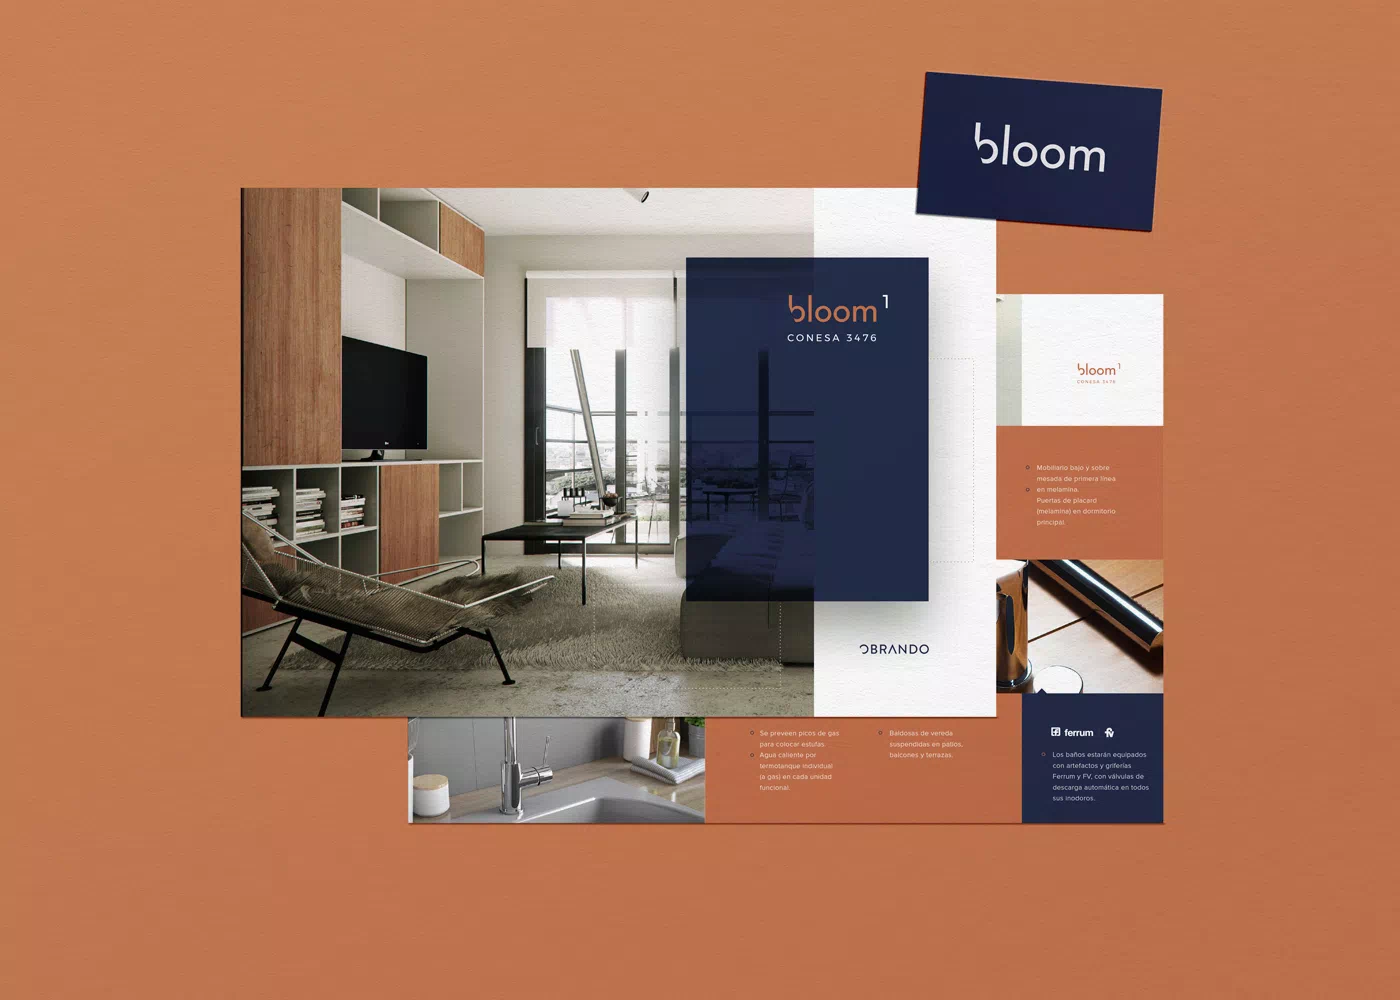 bloom
bloom 1
CONESA 3476
OBRANDO
bloom 1
CONESA 3476
Mobiliario bajo y sobre
mesada de primera línea
en melamina.
Puertas de placard
(melamina) en dormitorio
principal.
Se preveen picos de gas
para colocar estufas.
Agua caliente por
termotanque individual
(a gas) en cada unidad
funcional.
Baldosas de vereda
suspendidas en patios,
balcones y terrazas.
ferrum
Los baños estarán equipados
con artefactos y griferías
Ferrum y FV, con válvulas de
descarga automática en todos
sus inodoros.